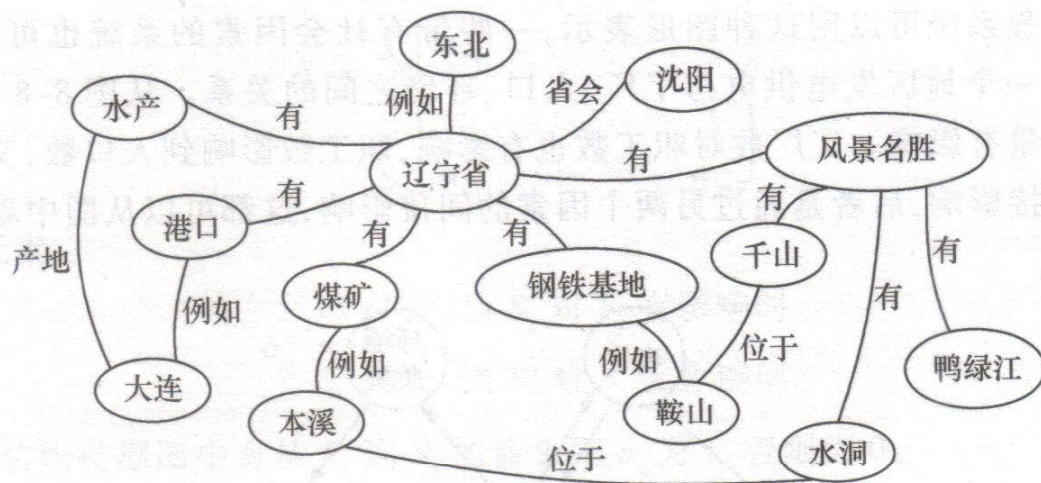 东北
沈阳
水产
有
例如
省会
风景名胜
辽宁省
有
有
港口
有
有
有
千山
有
产地
煤矿
钢铁基地
有
例如
例如
例如
位于
大连
鸭绿江
本溪
鞍山
位于
水洞